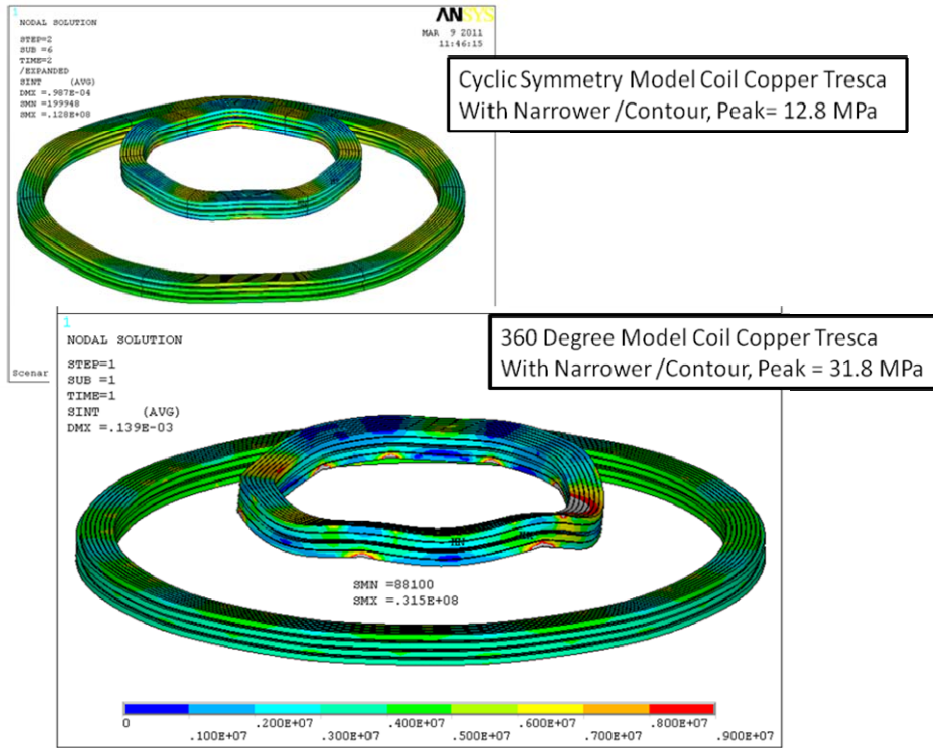 1
NODAL SOLUTION
STEP=2
SUB =6
TIME=2
/EXPANDED
SINT (AVG)
DMX =.987E-04
SMN =199948
SMX =.128E+08
ANSYS
MAR 9 2011
11:46:15
Cyclic Symmetry Model Coil Copper Tresca
With Narrower /Contour, Peak= 12.8 MPa
Scenar
1
NODAL SOLUTION
STEP=1
SUB =1
TIME=1
SINT (AVG)
DMX =.139E-03
360 Degree Model Coil Copper Tresca
With Narrower /Contour, Peak = 31.8 MPa
MN
SMN =88100
SMX =.315E+08
0 .200E+07 .400E+07 .600E+07 .800E+07
.100E+07 .300E+07 .500E+07 .700E+07 .900E+07